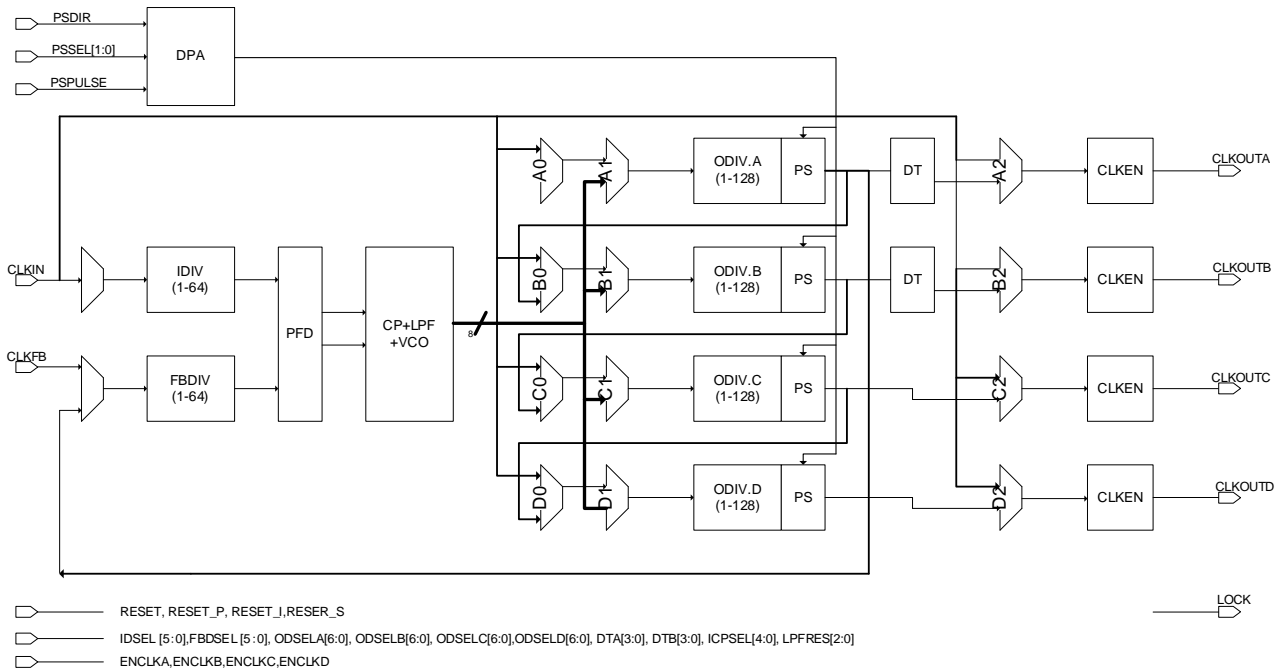 PSDIR
PSSEL[1:0]
PSPULSE
DPA
A0
A1
ODIV.A
(1-128)
PS
DT
A2
CLKEN
CLKOUTA
CLKIN
IDIV
(1-64)
B0
B1
ODIV.B
(1-128)
PS
DT
B2
CLKEN
CLKOUTB
PFD
CP+LPF
+VCO
8
CLKFB
FBDIV
(1-64)
C0
C1
ODIV.C
(1-128)
PS
C2
CLKEN
CLKOUTC
D0
D1
ODIV.D
(1-128)
PS
D2
CLKEN
CLKOUTD
RESET, RESET_P, RESET_I,RESER_S
LOCK
IDSEL [5:0],FBDSEL [5:0], ODSELA[6:0], ODSELB[6:0], ODSELC[6:0],ODSELD[6:0], DTA[3:0], DTB[3:0], ICPSEL[4:0], LPFRES[2:0]
ENCLKA,ENCLKB,ENCLKC,ENCLKD